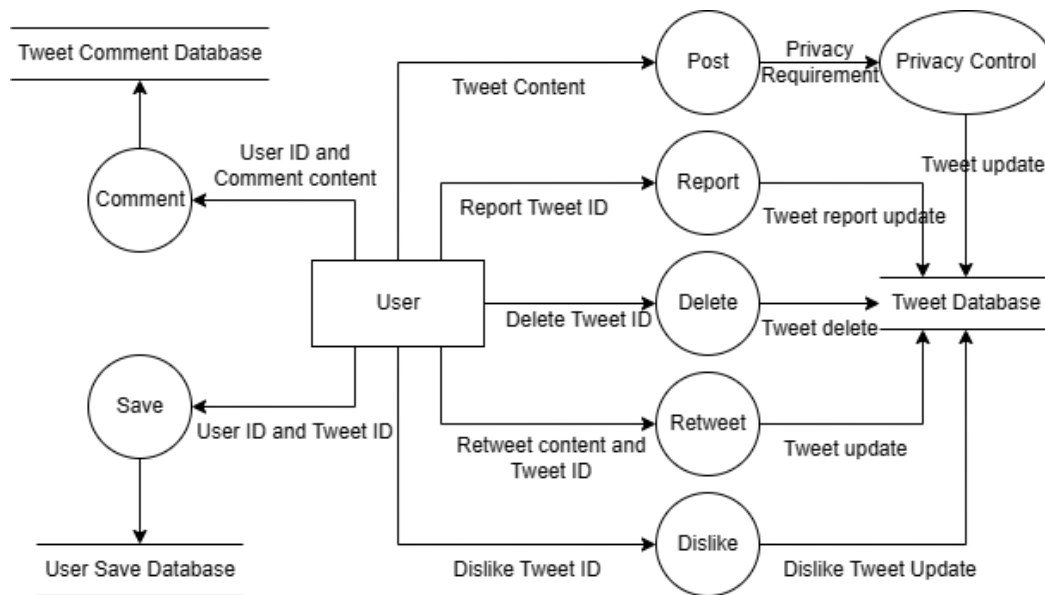 Tweet Comment Database
Post
Privacy
Requirement
Privacy Control
Tweet Content
User ID and
Comment content
Comment
Tweet update
Report
Report Tweet ID
Tweet report update
User
Delete
Delete Tweet ID
Tweet delete
Tweet Database
Save
User ID and Tweet ID
Retweet
Retweet content and
Tweet ID
Tweet update
User Save Database
Dislike
Dislike Tweet ID
Dislike Tweet Update